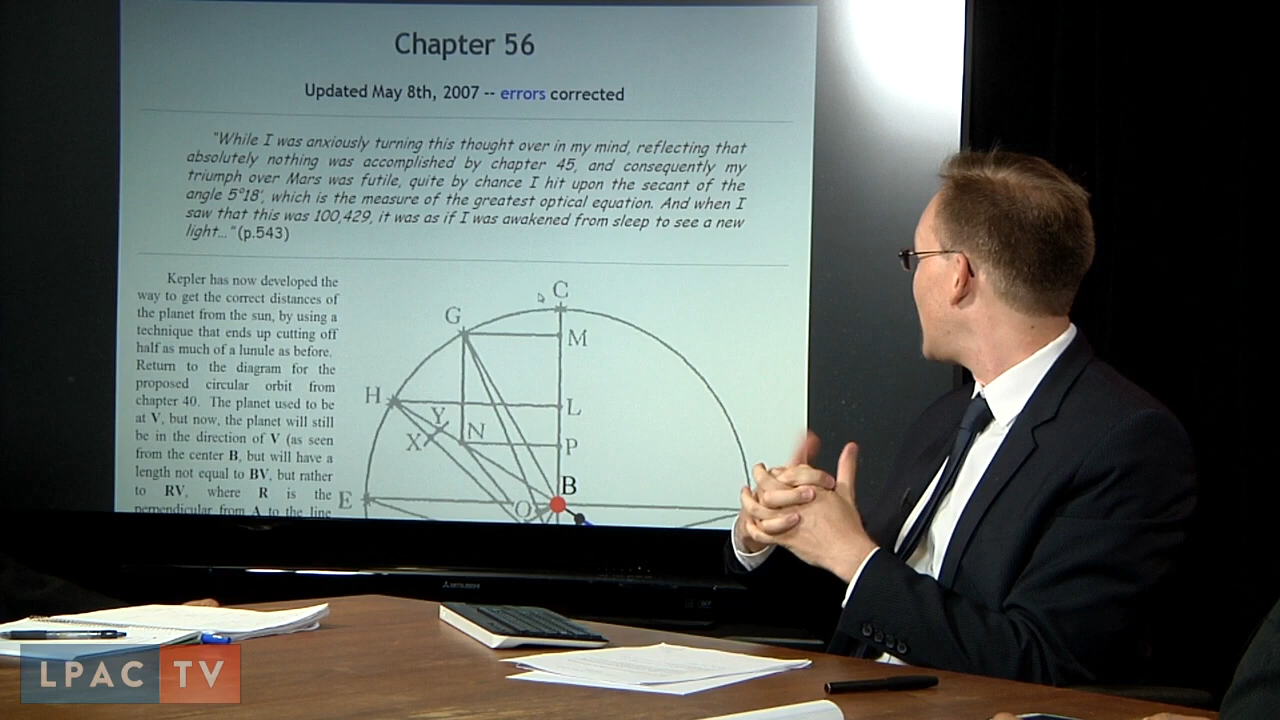 Chapter 56
Updated May 8th, 2007 -- errors corrected
"While I was anxiously turning this thought over in my mind, reflecting that
absolutely nothing was accomplished by chapter 45, and consequently my
triumph over Mars was futile, quite by chance I hit upon the secant of the
angle 5°18', which is the measure of the greatest optical equation. And when I
saw that this was 100,429, it was as if I was awakened from sleep to see a new
light..." (p.543)
Kepler has now developed the
way to get the correct distances
of the planet from the sun, by using a
technique that ends up cutting off
half as much of a lunule as before.
Return to the diagram for the
proposed circular orbit from
chapter 40. The planet used to be
at V, but now, the planet will still
be in the direction of V (as seen
from the center B, but will have a
length not equal to BV, but rather
to RV, where R is the
perpendicular from A to the line
C
G
M
H
L
Y
X
N
P
B
E
O
MITSUBISHI
LPAC TV